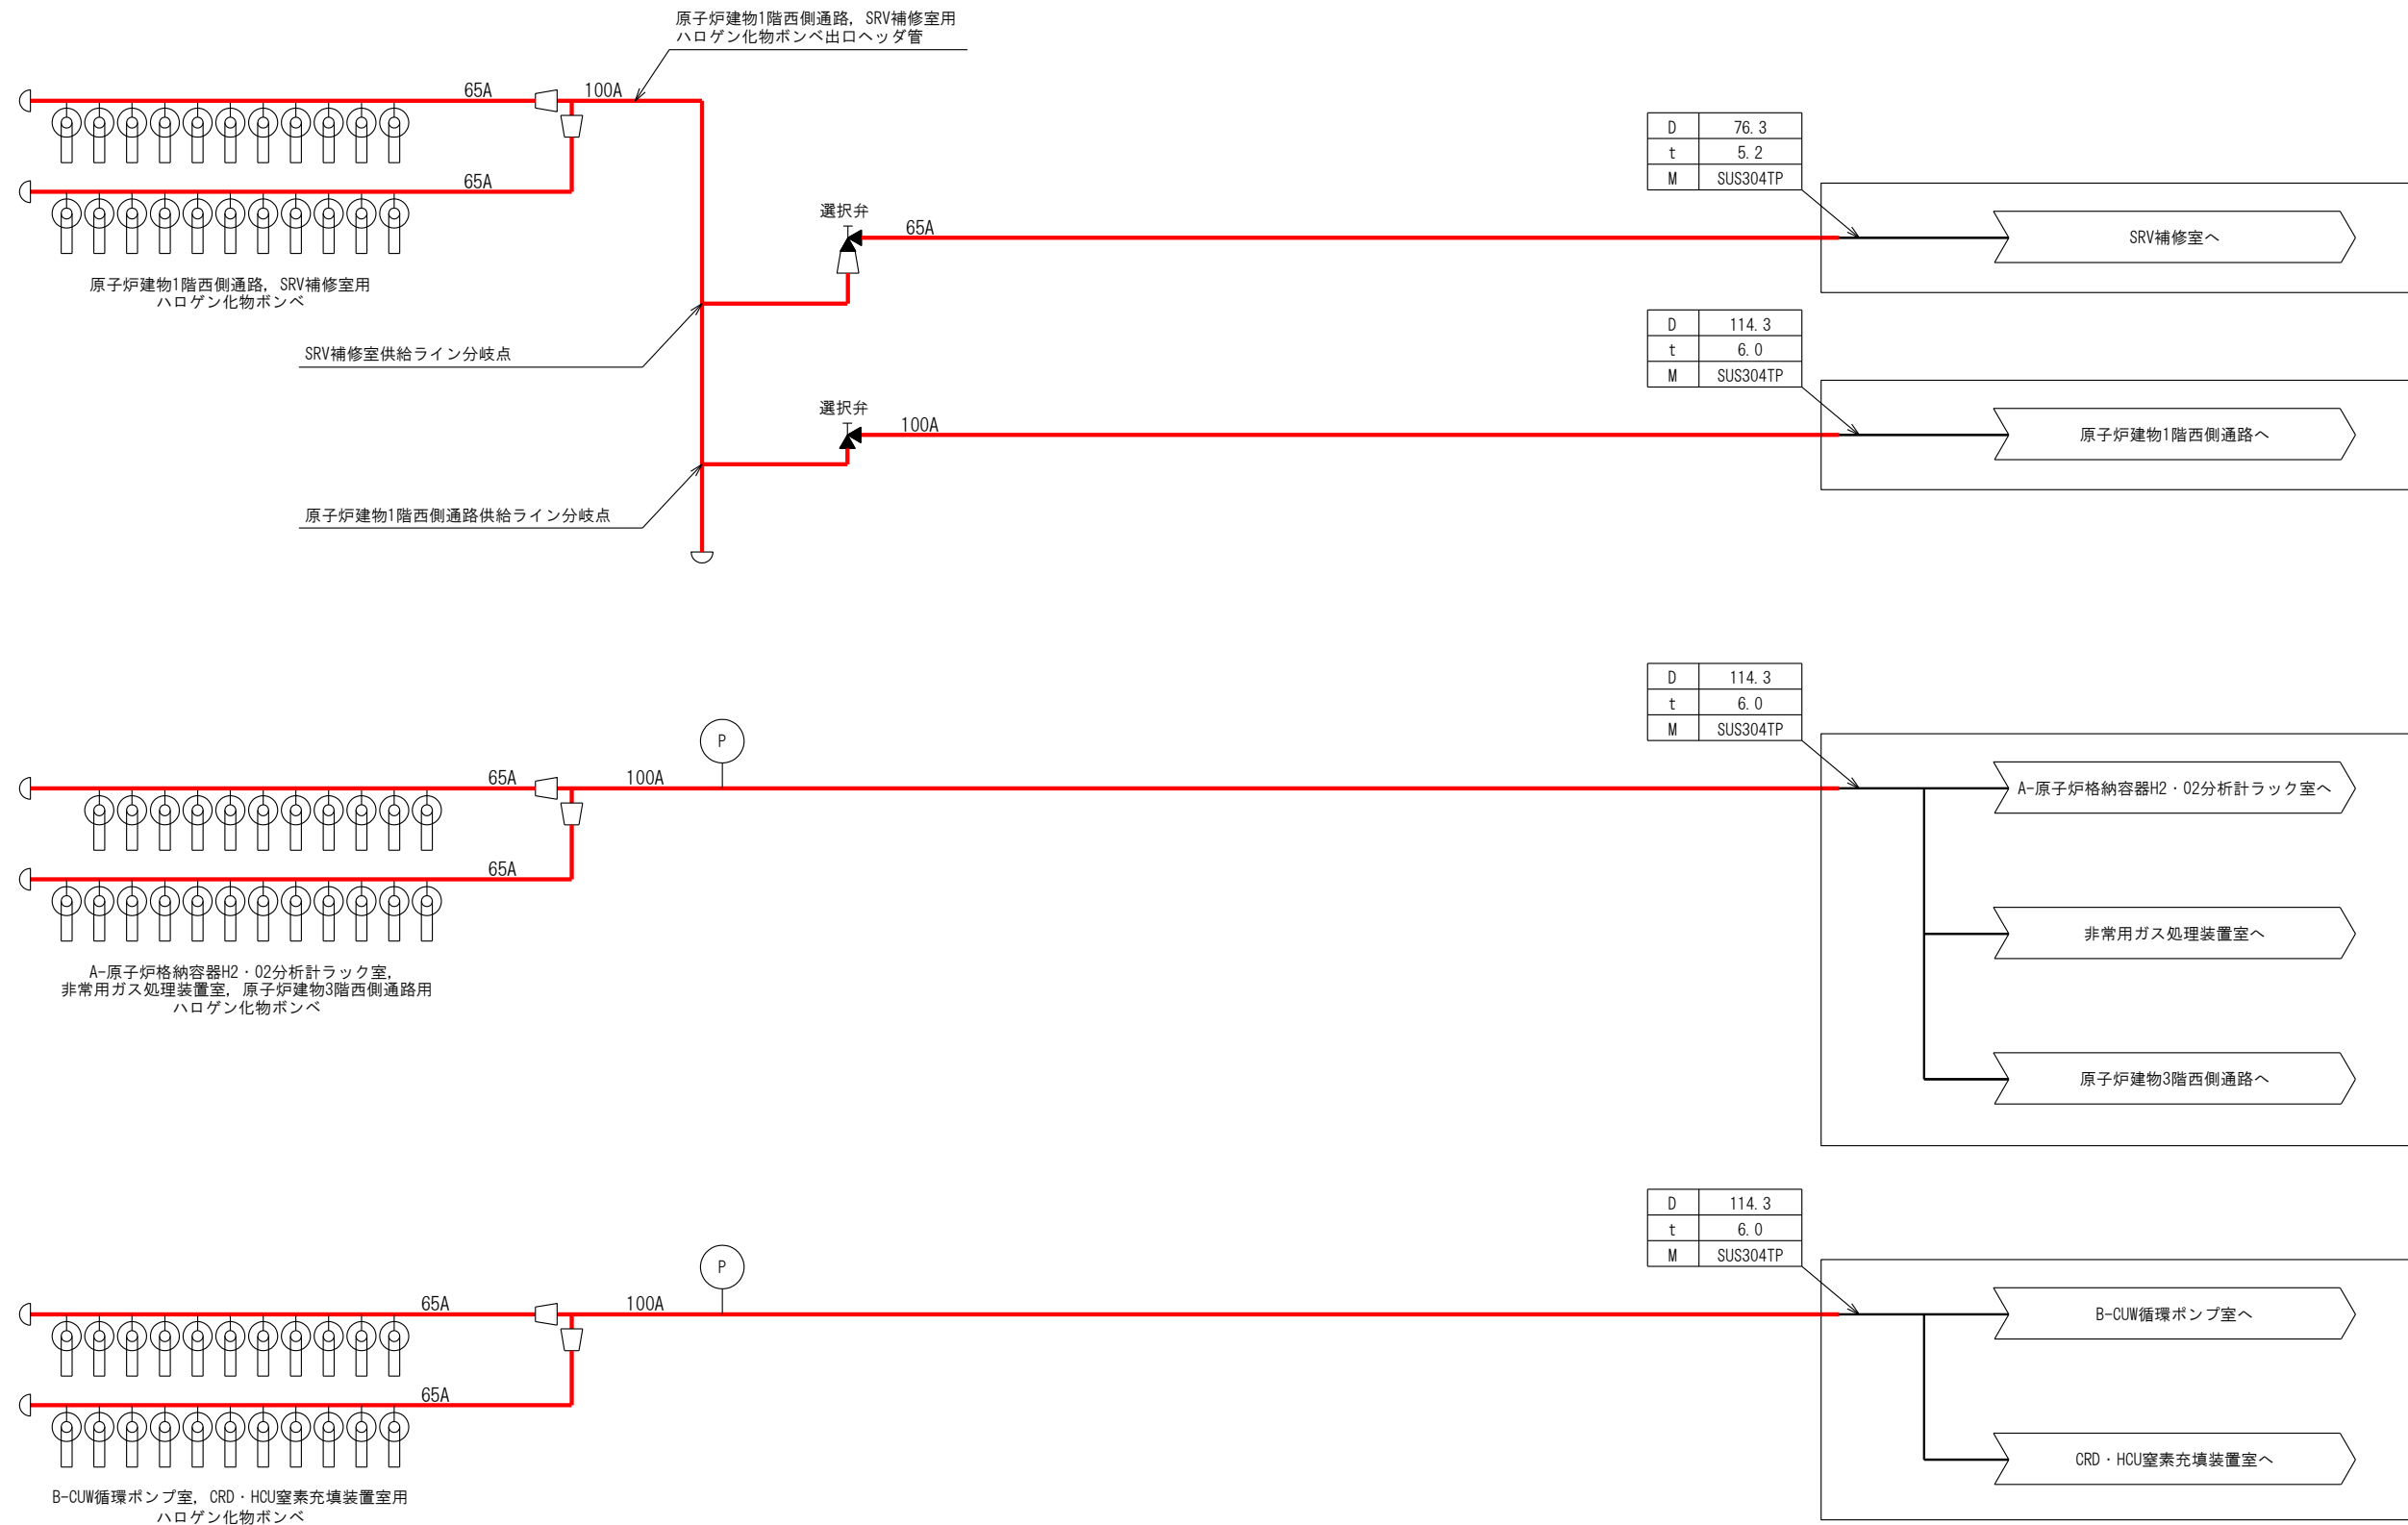 原子炉建物1階西側通路, SRV補修室用
ハロゲン化物ボンベ出口ヘッダ管
65A
100A
65A
原子炉建物1階西側通路, SRV補修室用
ハロゲン化物ボンベ
選択弁
65A
D 76.3
t 5.2
M SUS304TP
SRV補修室へ
SRV補修室供給ライン分岐点
選択弁
100A
D 114.3
t 6.0
M SUS304TP
原子炉建物1階西側通路へ
原子炉建物1階西側通路供給ライン分岐点
65A
100A
P
65A
A-原子炉格納容器H2・O2分析計ラック室,
非常用ガス処理装置室, 原子炉建物3階西側通路用
ハロゲン化物ボンベ
D 114.3
t 6.0
M SUS304TP
A-原子炉格納容器H2・O2分析計ラック室へ
非常用ガス処理装置室へ
原子炉建物3階西側通路へ
65A
100A
P
65A
B-CUW循環ポンプ室, CRD・HCU窒素充填装置室用
ハロゲン化物ボンベ
D 114.3
t 6.0
M SUS304TP
B-CUW循環ポンプ室へ
CRD・HCU窒素充填装置室へ